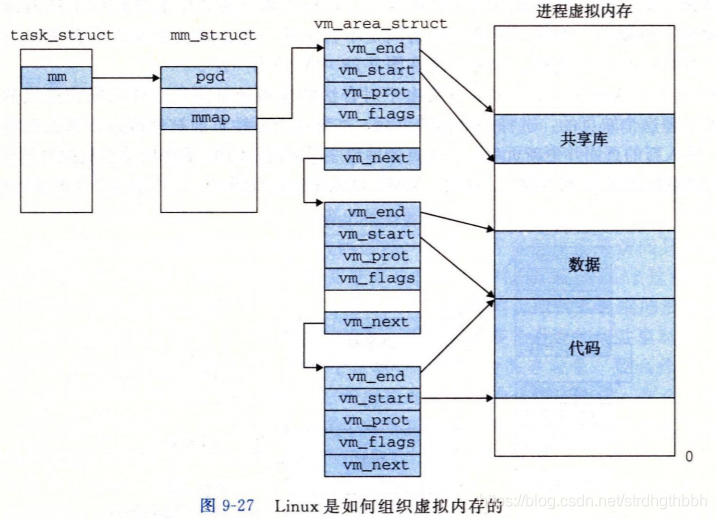 进程虚拟内存
task_struct
mm_struct
vm_area_struct
mm
pgd
mmap
vm_end
vm_start
vm_prot
vm_flags
vm_next
vm_end
vm_start
vm_prot
vm_flags
vm_next
vm_end
vm_start
vm_prot
vm_flags
vm_next
共享库
数据
代码
0
图 9-27 Linux 是如何组织虚拟内存的
https://blog.csdn.net/strdhgthbbh